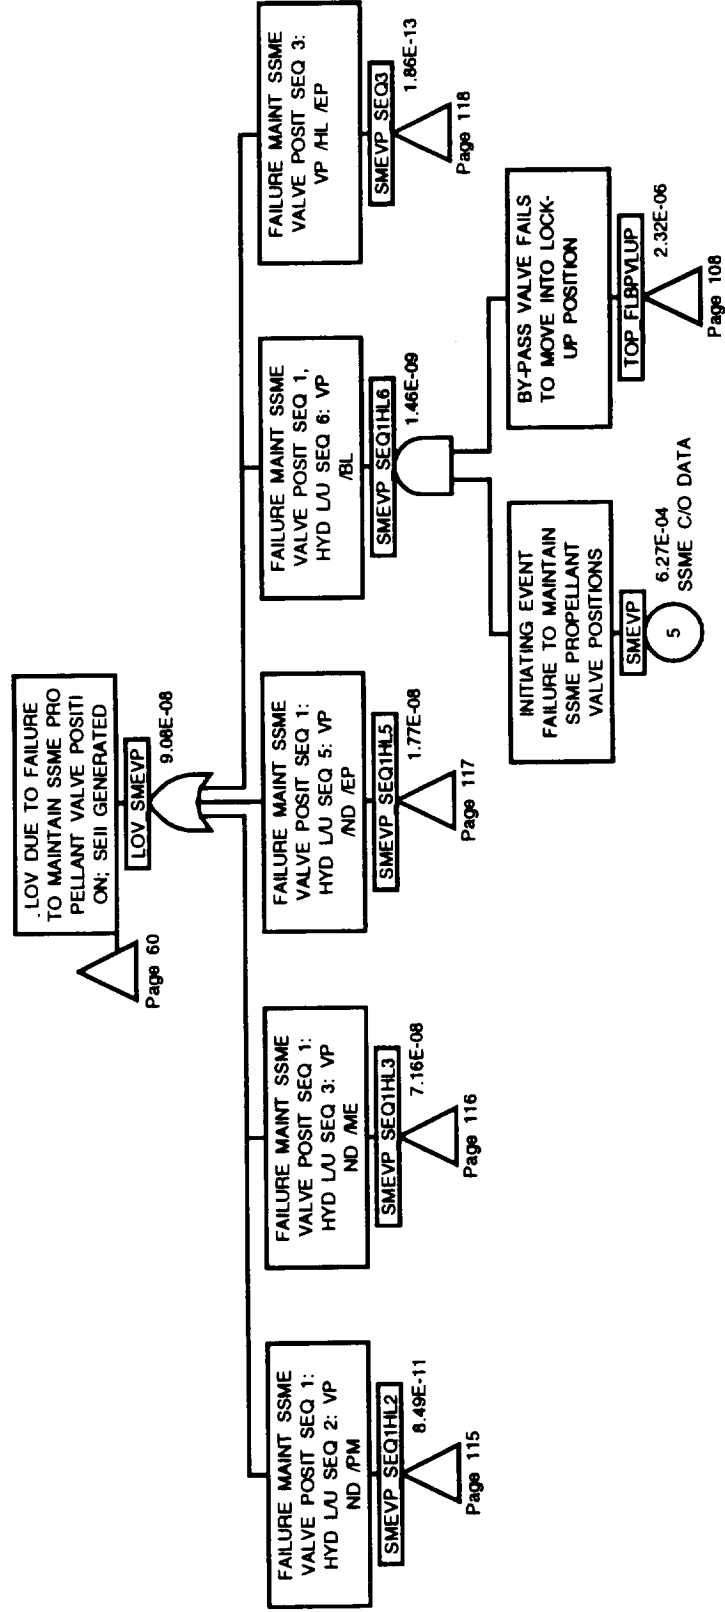 .LOV DUE TO FAILURE
TO MAINTAIN SSME PRO
PELLANT VALVE POSITI
ON; SEII GENERATED
LOV SMEVP
9.08E-08
Page 60
FAILURE MAINT SSME
VALVE POSIT SEQ 1:
HYD L/U SEQ 2: VP
ND /PM
SMEVP SEQ1HL2
8.49E-11
Page 115
FAILURE MAINT SSME
VALVE POSIT SEQ 1:
HYD L/U SEQ 3: VP
ND /ME
SMEVP SEQ1HL3
7.16E-08
Page 116
FAILURE MAINT SSME
VALVE POSIT SEQ 1:
HYD L/U SEQ 5: VP
/ND /EP
SMEVP SEQ1HL5
1.77E-08
Page 117
FAILURE MAINT SSME
VALVE POSIT SEQ 1,
HYD L/U SEQ 6: VP
/BL
SMEVP SEQ1HL6
1.46E-09
FAILURE MAINT SSME
VALVE POSIT SEQ 3:
VP /HL /EP
SMEVP SEQ3
1.86E-13
Page 118
INITIATING EVENT
FAILURE TO MAINTAIN
SSME PROPELLANT
VALVE POSITIONS
SMEVP
5
6.27E-04
SSME C/O DATA
BY-PASS VALVE FAILS
TO MOVE INTO LOCK-
UP POSITION
TOP_FLBPVLUP
2.32E-06
Page 108